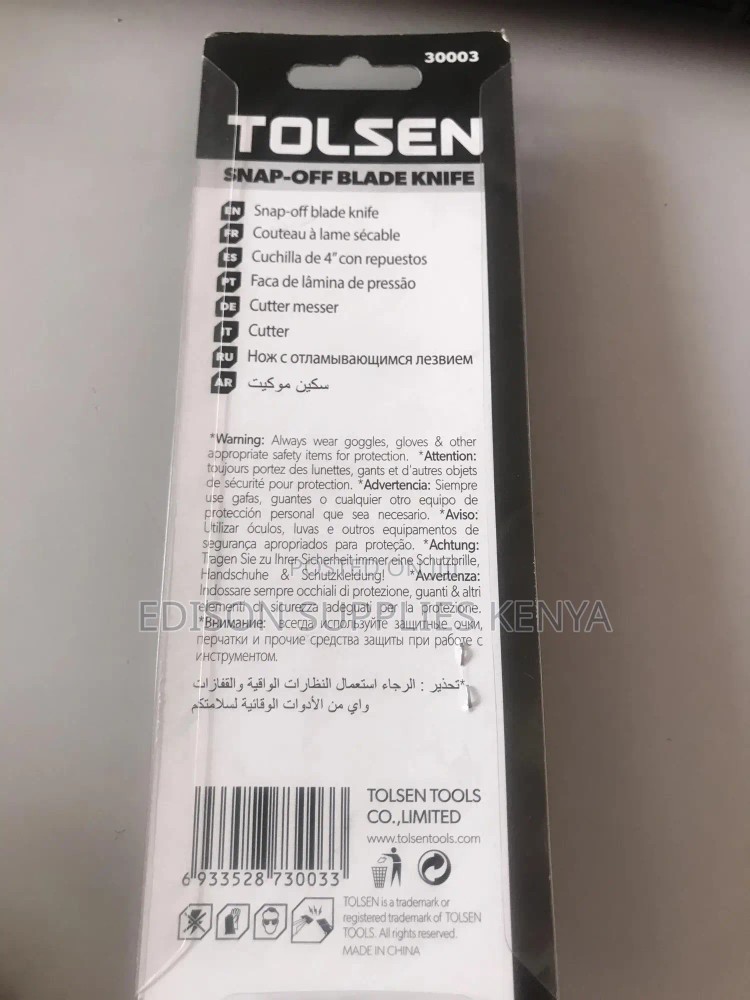 30003
TOLSEN
SNAP-OFF BLADE KNIFE
EN Snap-off blade knife
FR Couteau à lame sécable
ES Cuchilla de 4" con repuestos
PT Faca de lâmina de pressão
DE Cutter messer
IT Cutter
RU Нож с отламывающимся лезвием
AR سكين موكيت
*Warning: Always wear goggles, gloves & other
appropriate safety items for protection. *Attention:
toujours portez des lunettes, gants et d'autres objets
de sécurité pour protection. *Advertencia: Siempre
use gafas, guantes o cualquier otro equipo de
protección personal que sea necesario. *Aviso:
Utilizar óculos, luvas e outros equipamentos de
segurança apropriados para proteção. *Achtung:
Tragen Sie zu Ihrer Sicherheit immer eine Schutzbrille,
Handschuhe & Schutzkleidung! *Avvertenza:
Indossare sempre occhiali di protezione, guanti & altri
elementi di sicurezza adeguati per la protezione.
*Внимание: всегда используйте защитные очки,
перчатки и прочие средства защиты при работе с
инструментом.
*تحذير : الرجاء استعمال النظارات الواقية والقفازات
واي من الأدوات الوقائية لسلامتكم
POSTED ON
EDISON SUPPLIES KENYA
6 933528 730033
TOLSEN TOOLS
CO.,LIMITED
www.tolsentools.com
TOLSEN is a trademark or
registered trademark of TOLSEN
TOOLS. All rights reserved.
MADE IN CHINA